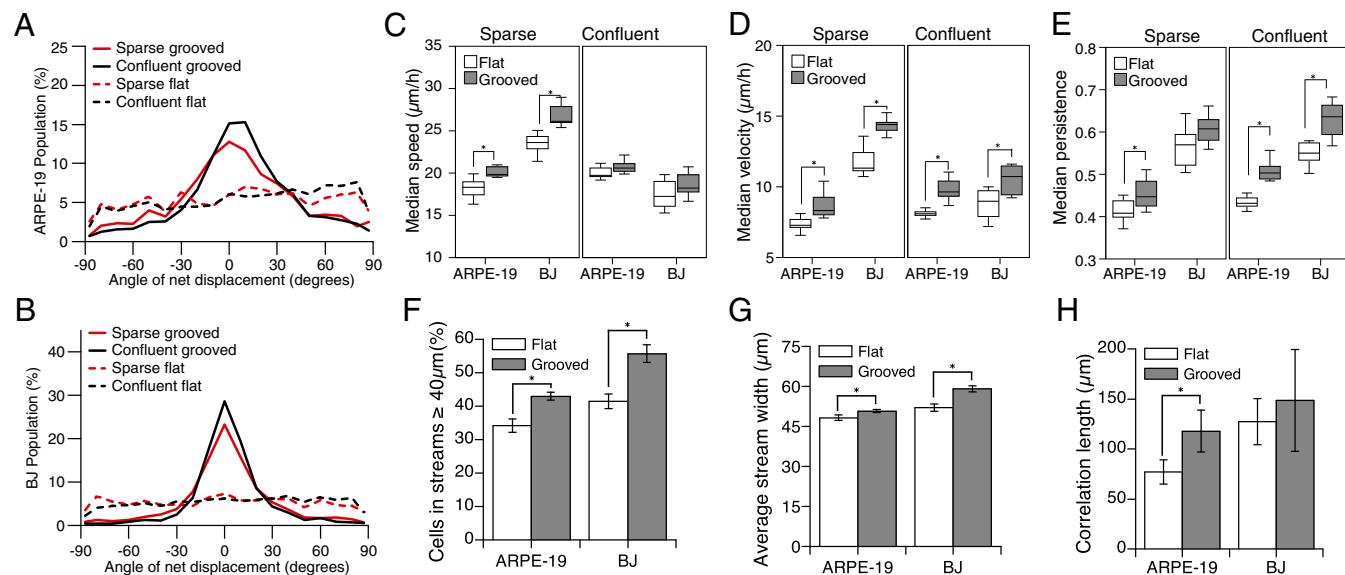 A
25
20
15
10
5
0
ARPE-19 Population (%)
Sparse grooved
Confluent grooved
Sparse flat
Confluent flat
-90 -60 -30 0 30 60 90
Angle of net displacement (degrees)
B
40
30
20
10
0
BJ Population (%)
Sparse grooved
Confluent grooved
Sparse flat
Confluent flat
-90 -60 -30 0 30 60 90
Angle of net displacement (degrees)
C
Sparse Confluent
35
30
25
20
15
10
Median speed (µm/h)
Flat
Grooved
* *
ARPE-19 BJ ARPE-19 BJ
D
Sparse Confluent
20
15
10
5
Median velocity (µm/h)
Flat
Grooved
* * * *
ARPE-19 BJ ARPE-19 BJ
E
Sparse Confluent
0.8
0.7
0.6
0.5
0.4
0.3
Median persistence
Flat
Grooved
* * *
ARPE-19 BJ ARPE-19 BJ
F
60
50
40
30
20
10
0
Cells in streams ≥ 40µm(%)
Flat
Grooved
* *
ARPE-19 BJ
G
75
60
45
30
15
0
Average stream width (µm)
Flat
Grooved
* *
ARPE-19 BJ
H
200
150
100
50
0
Correlation length (µm)
Flat
Grooved
*
ARPE-19 BJ